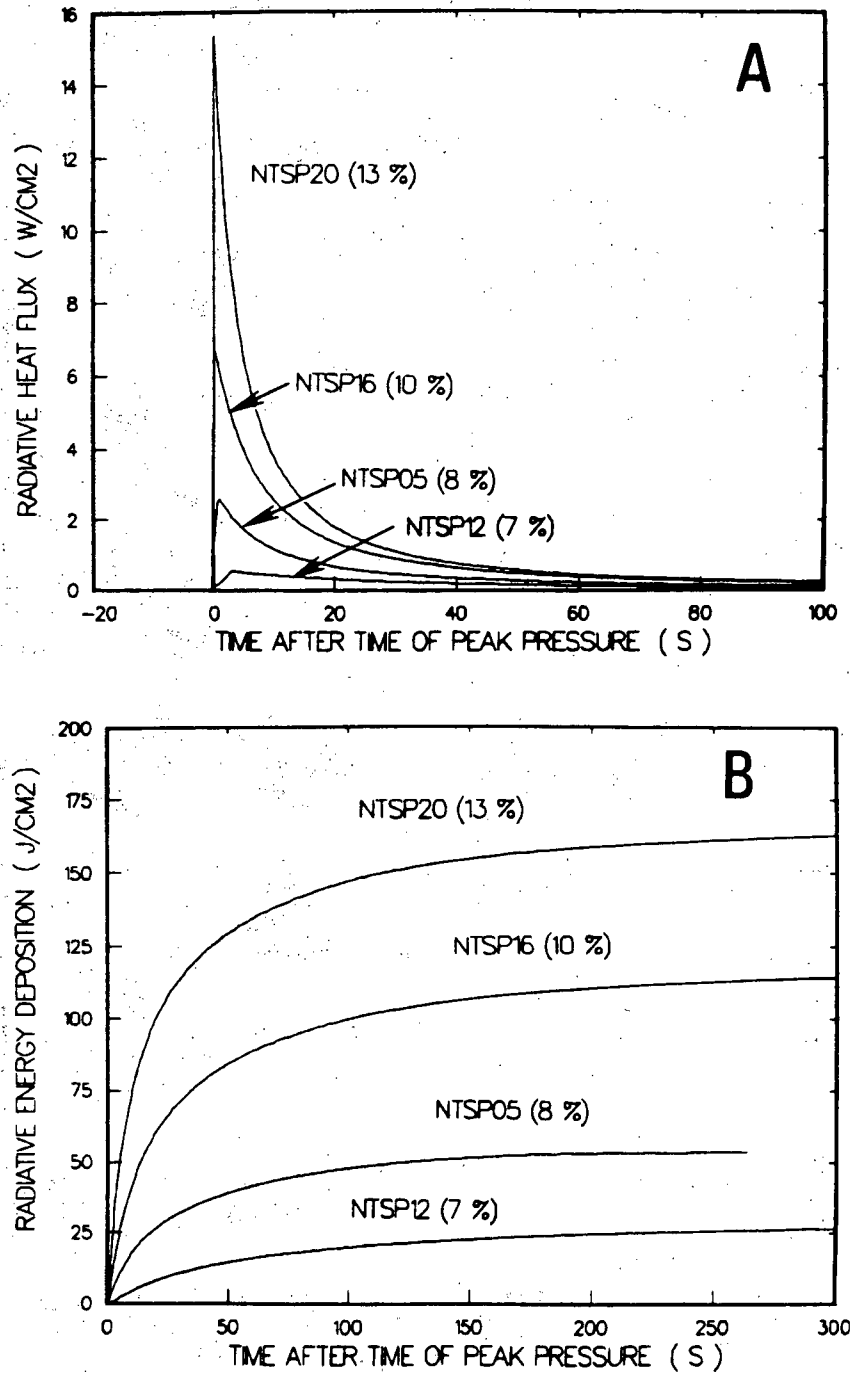 A
RADIATIVE HEAT FLUX ( W/CM2)
16
14
12
10
8
6
4
2
0
NTSP20 (13 %)
NTSP16 (10 %)
NTSP05 (8 %)
NTSP12 (7 %)
-20 0 20 40 60 80 100
TIME AFTER TIME OF PEAK PRESSURE ( S )
B
RADIATIVE ENERGY DEPOSITION ( J/CM2)
200
175
150
125
100
75
50
25
0
NTSP20 (13 %)
NTSP16 (10 %)
NTSP05 (8 %)
NTSP12 (7 %)
0 50 100 150 200 250 300
TIME AFTER TIME OF PEAK PRESSURE ( S )